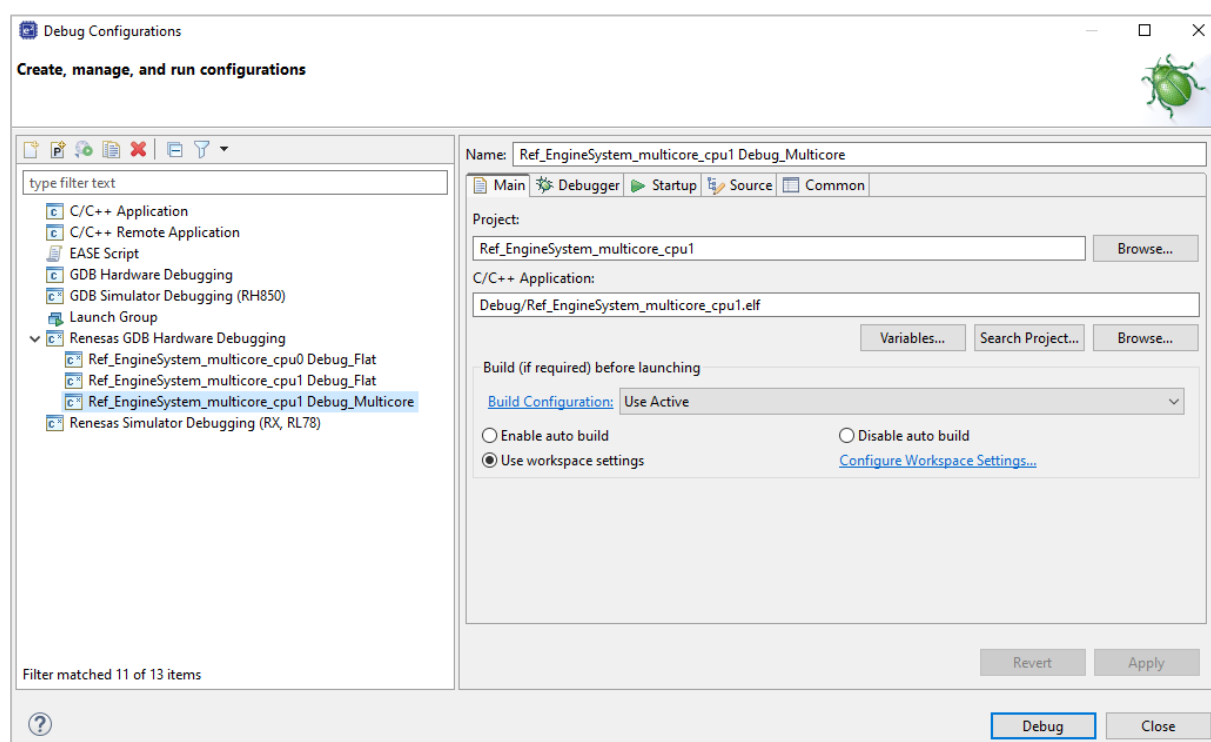 Debug Configurations
Create, manage, and run configurations
type filter text
C/C++ Application
C/C++ Remote Application
EASE Script
GDB Hardware Debugging
GDB Simulator Debugging (RH850)
Launch Group
Renesas GDB Hardware Debugging
Ref_EngineSystem_multicore_cpu0 Debug_Flat
Ref_EngineSystem_multicore_cpu1 Debug_Flat
Ref_EngineSystem_multicore_cpu1 Debug_Multicore
Renesas Simulator Debugging (RX, RL78)
Filter matched 11 of 13 items
Name: Ref_EngineSystem_multicore_cpu1 Debug_Multicore
Main Debugger Startup Source Common
Project:
Ref_EngineSystem_multicore_cpu1 Browse...
C/C++ Application:
Debug/Ref_EngineSystem_multicore_cpu1.elf
Variables... Search Project... Browse...
Build (if required) before launching
Build Configuration: Use Active
Enable auto build Disable auto build
Use workspace settings Configure Workspace Settings...
Revert Apply
Debug Close